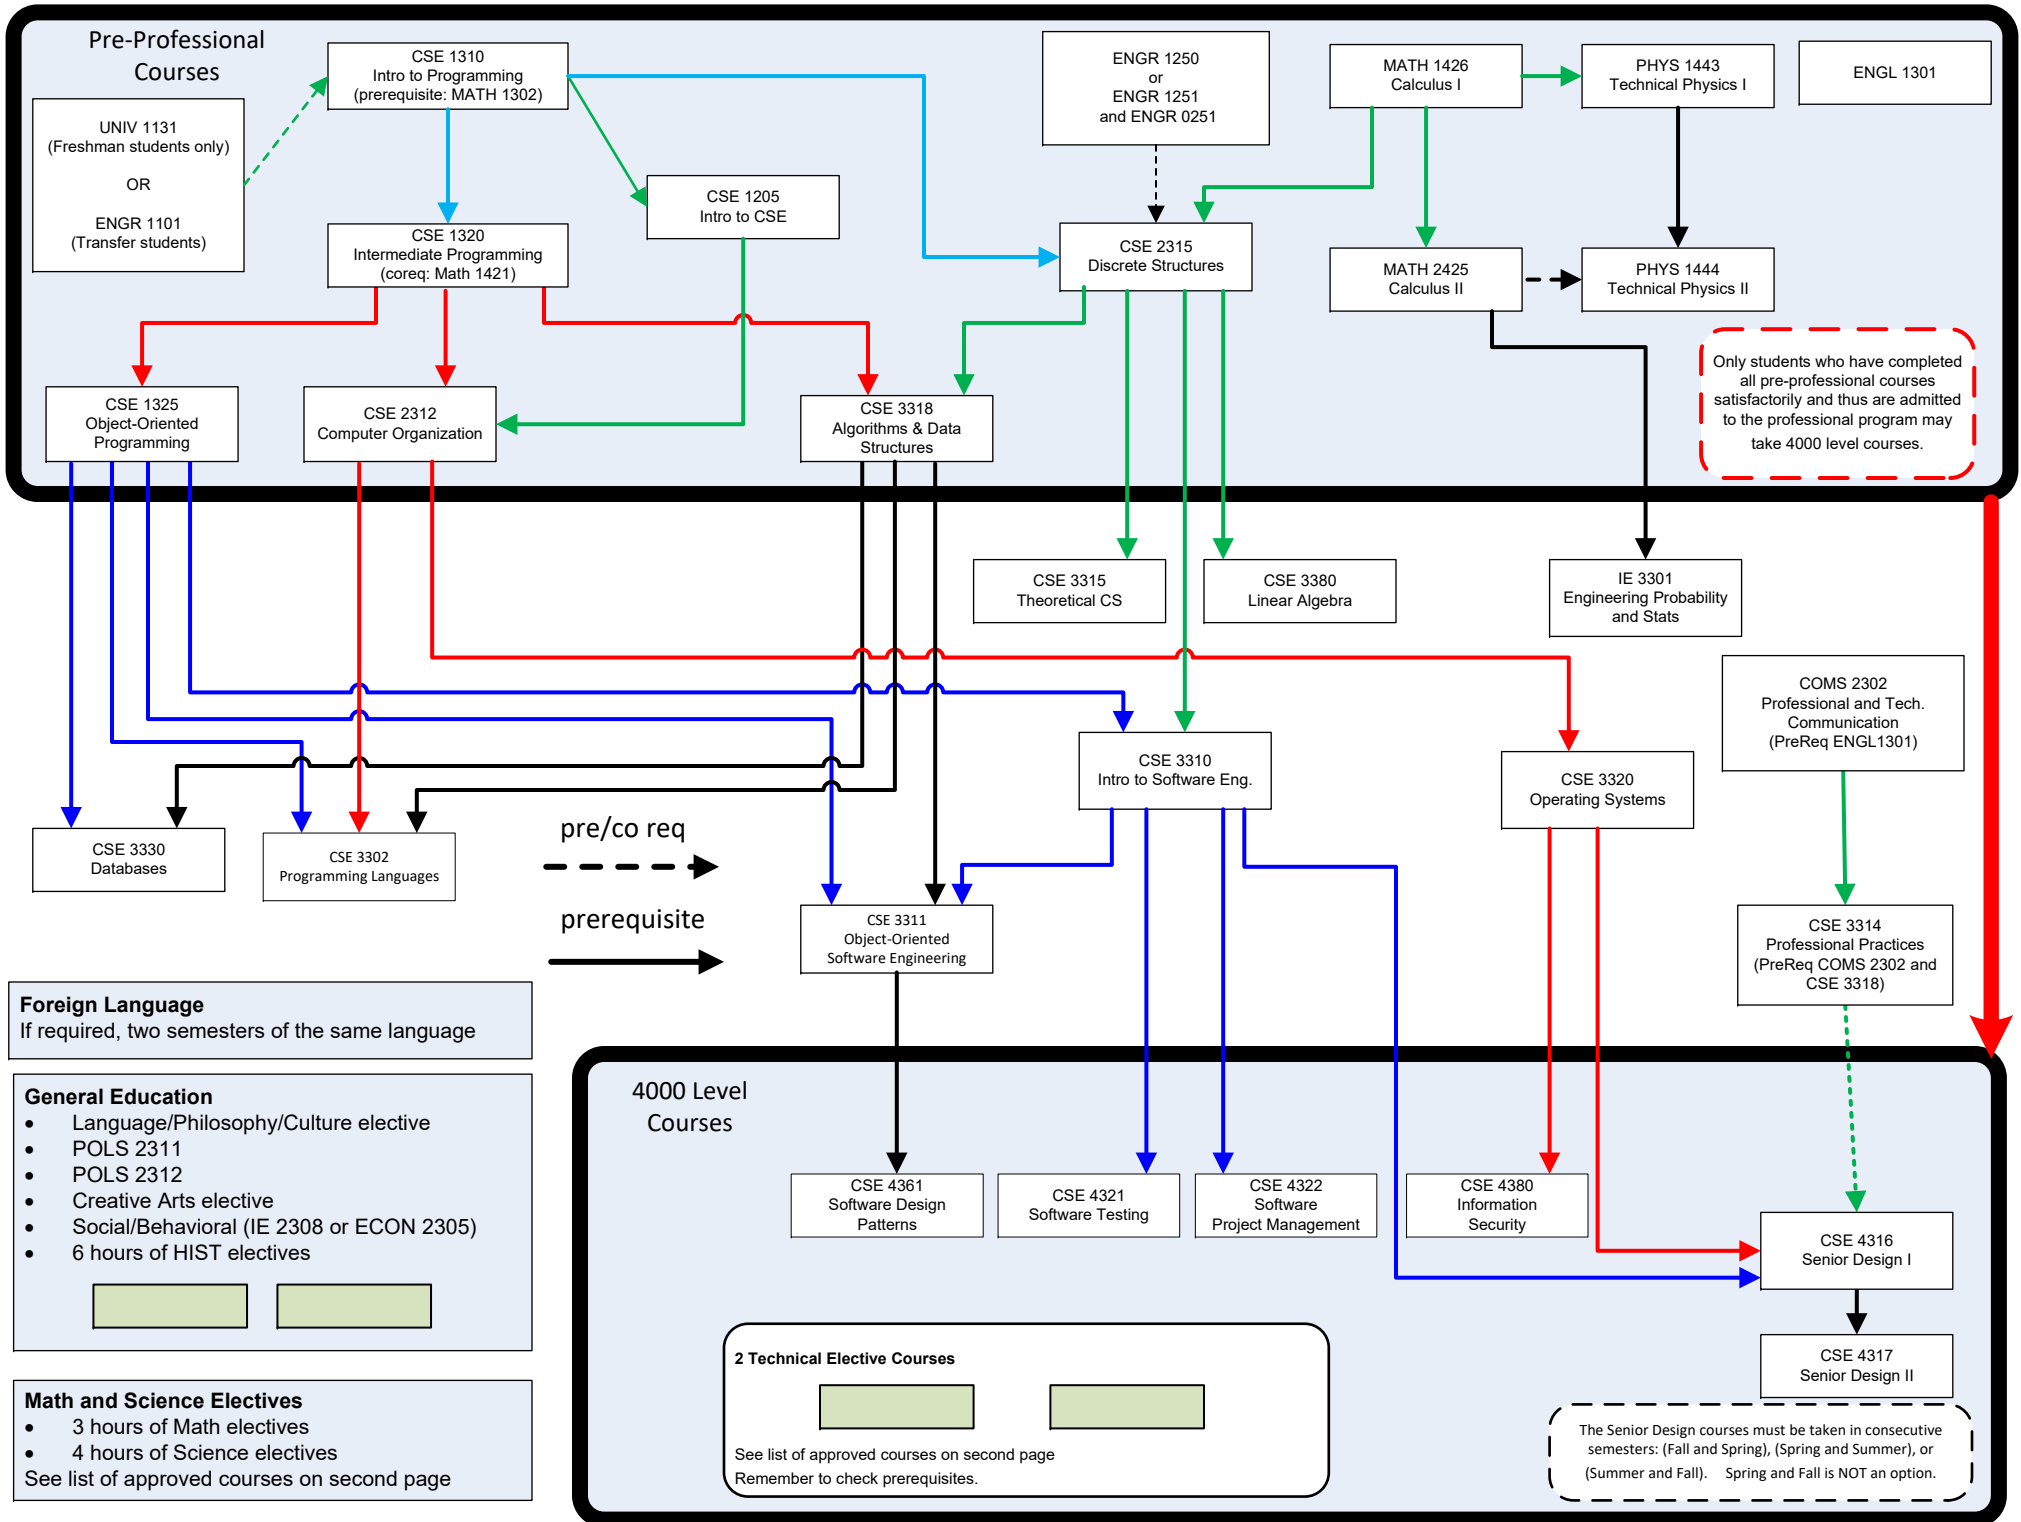 Pre-Professional
Courses
CSE 1310
Intro to Programming
(prerequisite: MATH 1302)
ENGR 1250
or
ENGR 1251
and ENGR 0251
MATH 1426
Calculus I
PHYS 1443
Technical Physics I
ENGL 1301
UNIV 1131
(Freshman students only)
OR
ENGR 1101
(Transfer students)
CSE 1205
Intro to CSE
CSE 1320
Intermediate Programming
(coreq: Math 1421)
CSE 2315
Discrete Structures
MATH 2425
Calculus II
PHYS 1444
Technical Physics II
Only students who have completed
all pre-professional courses
satisfactorily and thus are admitted
to the professional program may
take 4000 level courses.
CSE 1325
Object-Oriented
Programming
CSE 2312
Computer Organization
CSE 3318
Algorithms & Data
Structures
CSE 3315
Theoretical CS
CSE 3380
Linear Algebra
IE 3301
Engineering Probability
and Stats
COMS 2302
Professional and Tech.
Communication
(PreReq ENGL1301)
CSE 3310
Intro to Software Eng.
CSE 3320
Operating Systems
CSE 3330
Databases
CSE 3302
Programming Languages
pre/co req
prerequisite
CSE 3311
Object-Oriented
Software Engineering
CSE 3314
Professional Practices
(PreReq COMS 2302 and
CSE 3318)
Foreign Language
If required, two semesters of the same language
General Education
• Language/Philosophy/Culture elective
• POLS 2311
• POLS 2312
• Creative Arts elective
• Social/Behavioral (IE 2308 or ECON 2305)
• 6 hours of HIST electives
Math and Science Electives
• 3 hours of Math electives
• 4 hours of Science electives
See list of approved courses on second page
4000 Level
Courses
CSE 4361
Software Design
Patterns
CSE 4321
Software Testing
CSE 4322
Software
Project Management
CSE 4380
Information
Security
CSE 4316
Senior Design I
CSE 4317
Senior Design II
2 Technical Elective Courses
See list of approved courses on second page
Remember to check prerequisites.
The Senior Design courses must be taken in consecutive
semesters: (Fall and Spring), (Spring and Summer), or
(Summer and Fall). Spring and Fall is NOT an option.